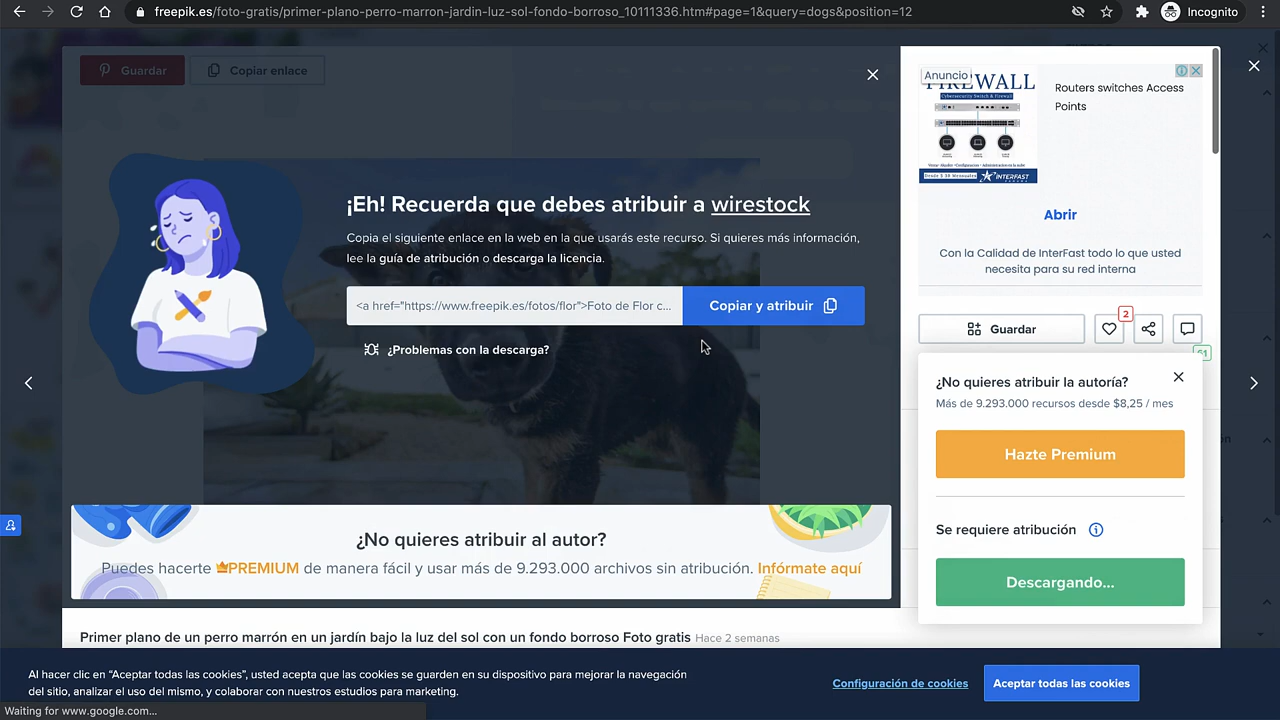 freepik.es/foto-gratis/primer-plano-perro-marron-jardin-luz-sol-fondo-borroso_10111336.htm#page=1&query=dogs&position=12
Incognito
Guardar
Copiar enlace
¡Eh! Recuerda que debes atribuir a wirestock
Copia el siguiente enlace en la web en la que usarás este recurso. Si quieres más información,
lee la guía de atribución o descarga la licencia.
<a href="https://www.freepik.es/fotos/flor">Foto de Flor c...
Copiar y atribuir
¿Problemas con la descarga?
¿No quieres atribuir al autor?
Puedes hacerte PREMIUM de manera fácil y usar más de 9.293.000 archivos sin atribución. Infórmate aquí
Primer plano de un perro marrón en un jardín bajo la luz del sol con un fondo borroso Foto gratis Hace 2 semanas
Anuncio
FIREWALL
Cybersecurity Switch & Firewall
INTERFAST
Routers switches Access
Points
Abrir
Con la Calidad de InterFast todo lo que usted
necesita para su red interna
Guardar
2
51
¿No quieres atribuir la autoría?
Más de 9.293.000 recursos desde $8,25 / mes
Hazte Premium
Se requiere atribución
Descargando...
Al hacer clic en “Aceptar todas las cookies”, usted acepta que las cookies se guarden en su dispositivo para mejorar la navegación
del sitio, analizar el uso del mismo, y colaborar con nuestros estudios para marketing.
Configuración de cookies
Aceptar todas las cookies
Waiting for www.google.com...